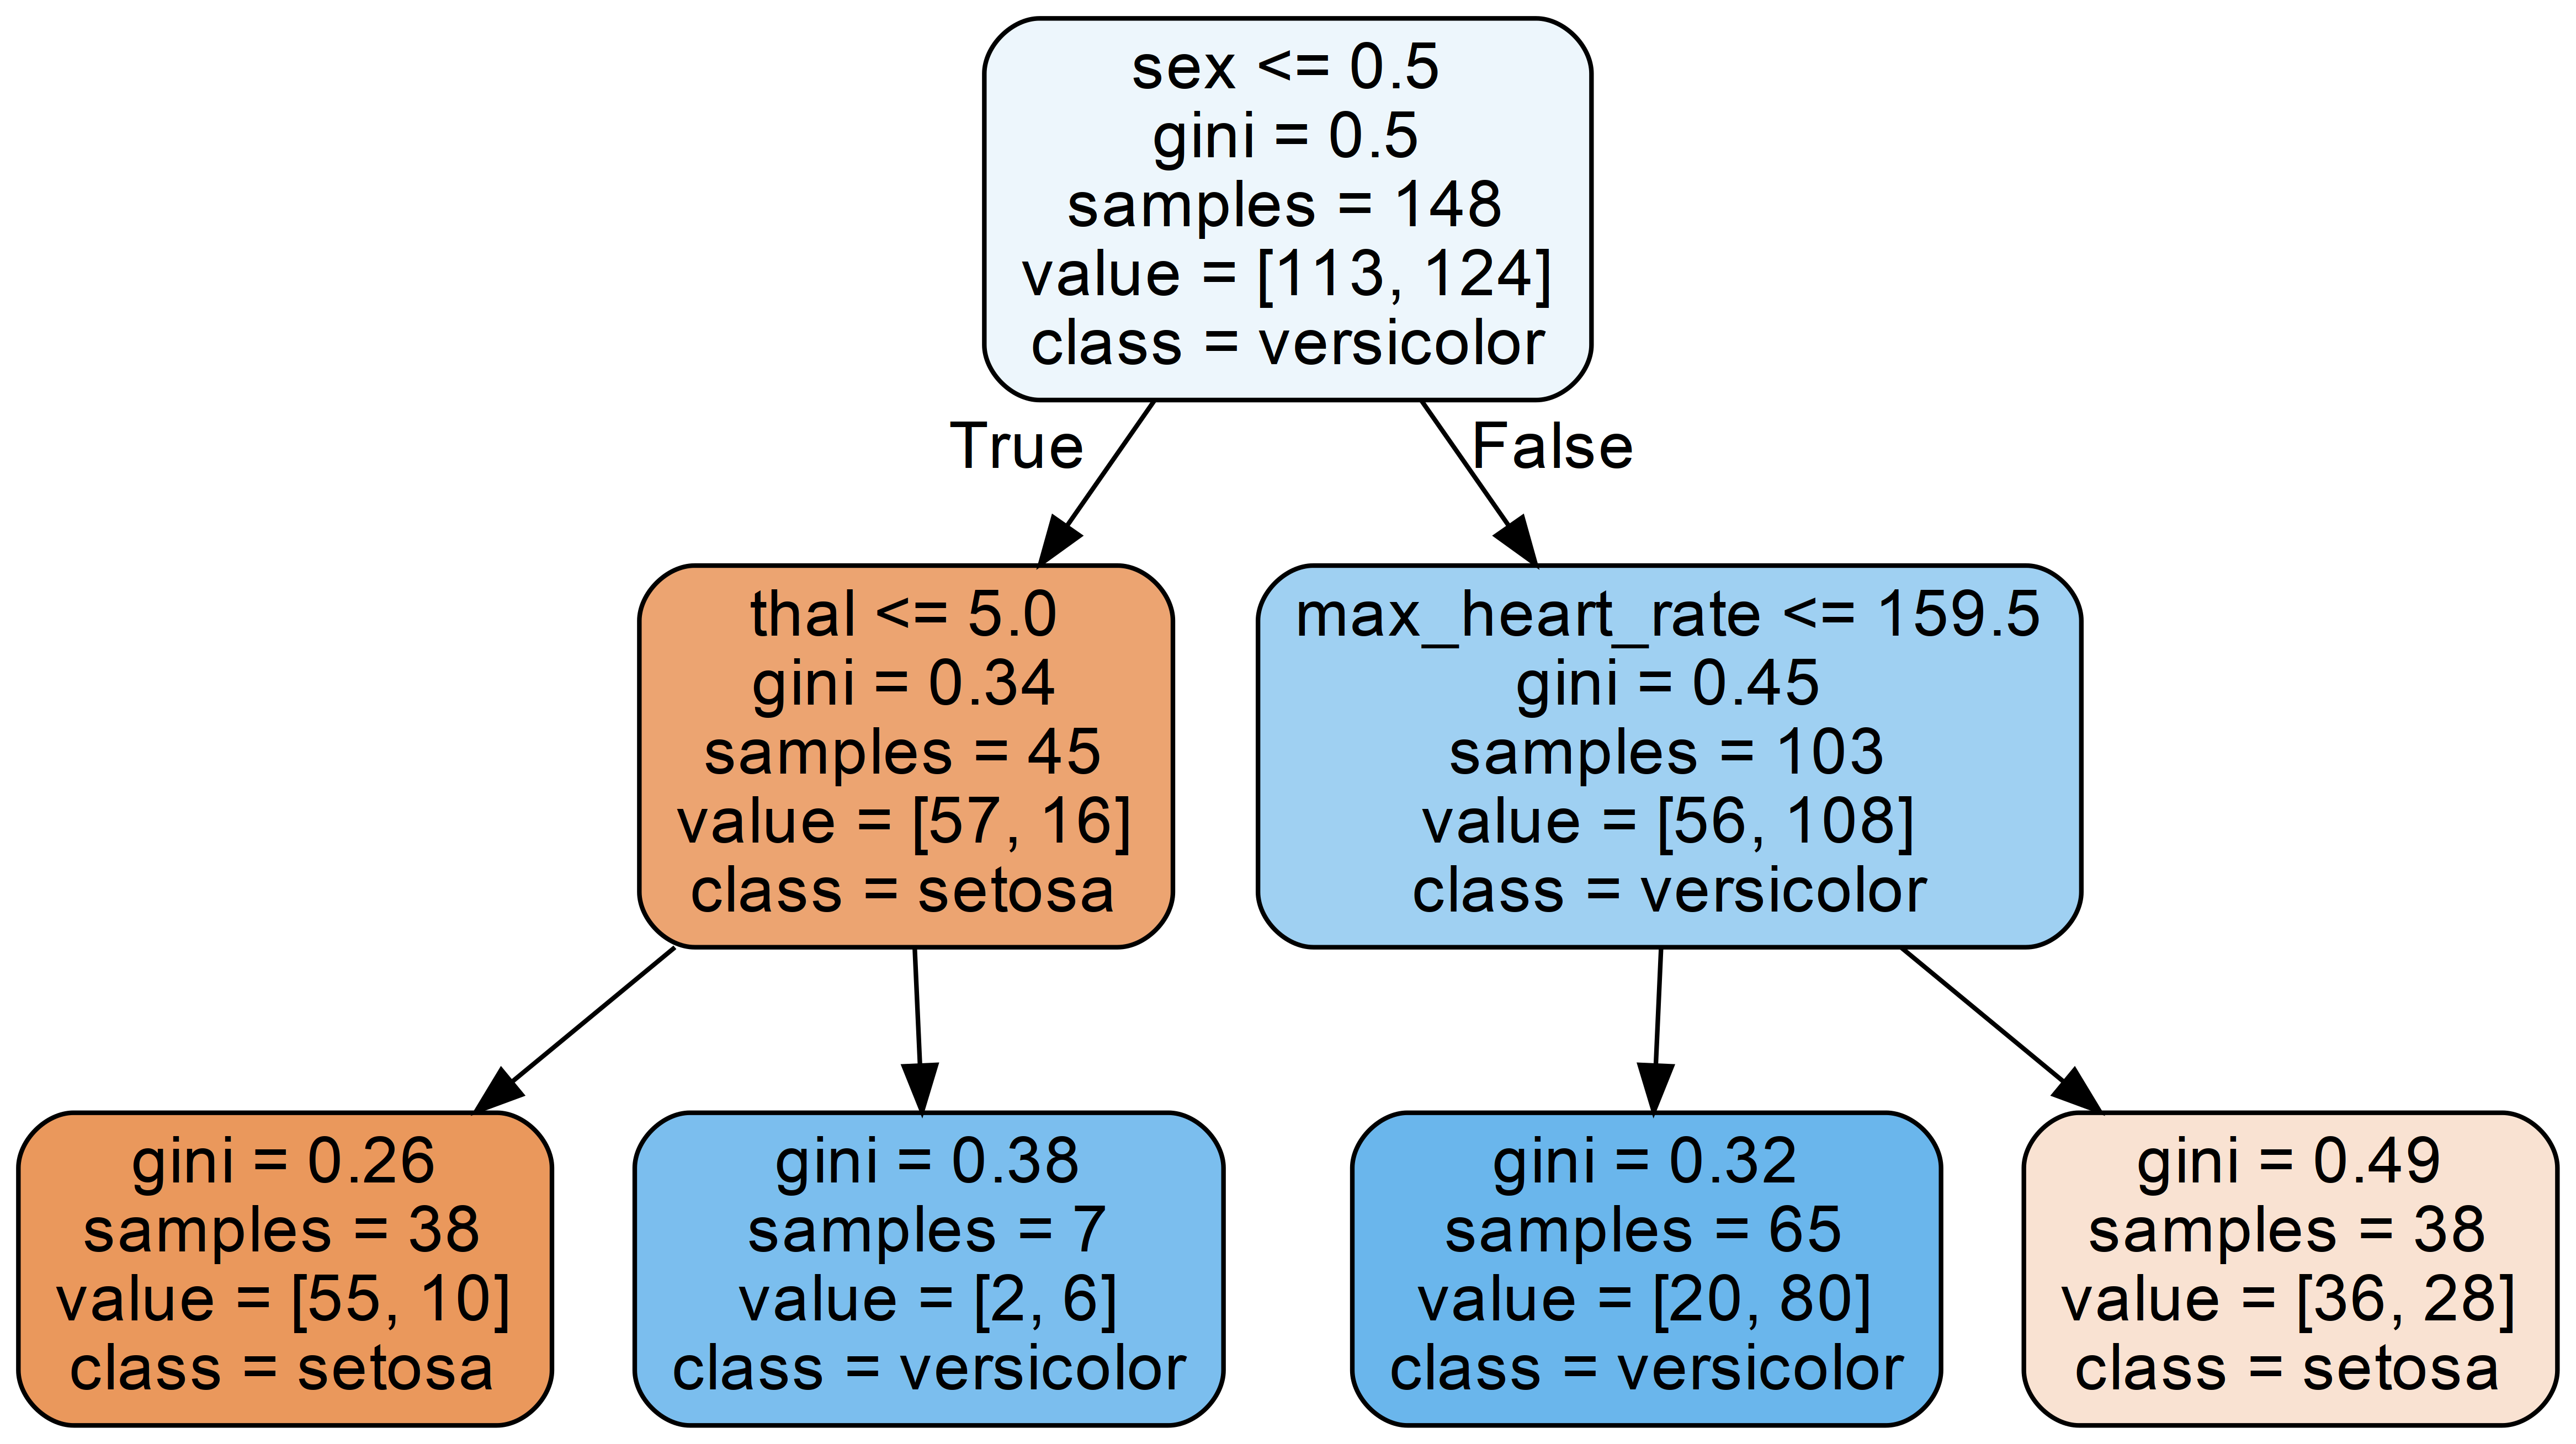 sex <= 0.5
gini = 0.5
samples = 148
value = [113, 124]
class = versicolor
True
False
thal <= 5.0
gini = 0.34
samples = 45
value = [57, 16]
class = setosa
max_heart_rate <= 159.5
gini = 0.45
samples = 103
value = [56, 108]
class = versicolor
gini = 0.26
samples = 38
value = [55, 10]
class = setosa
gini = 0.38
samples = 7
value = [2, 6]
class = versicolor
gini = 0.32
samples = 65
value = [20, 80]
class = versicolor
gini = 0.49
samples = 38
value = [36, 28]
class = setosa